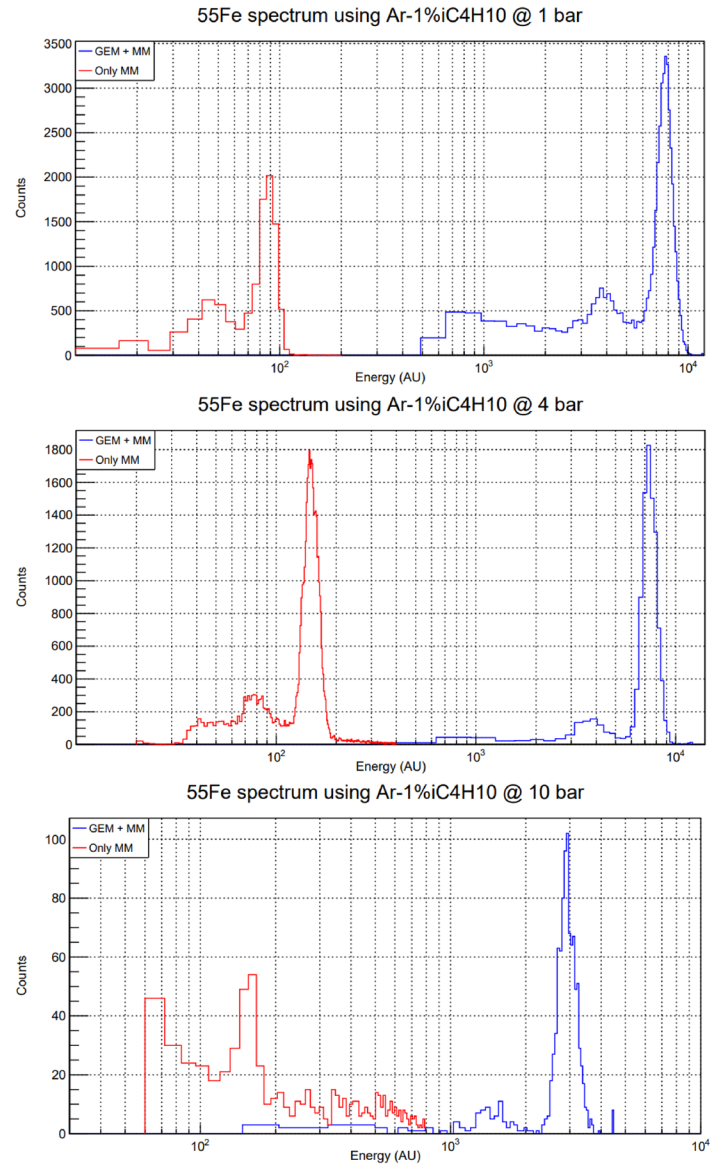 55Fe spectrum using Ar-1%iC4H10 @ 1 bar
GEM + MM
Only MM
3500
3000
2500
2000
1500
1000
500
0
Counts
10²
10³
10⁴
Energy (AU)
55Fe spectrum using Ar-1%iC4H10 @ 4 bar
GEM + MM
Only MM
1800
1600
1400
1200
1000
800
600
400
200
0
Counts
10²
10³
10⁴
Energy (AU)
55Fe spectrum using Ar-1%iC4H10 @ 10 bar
GEM + MM
Only MM
100
80
60
40
20
0
Counts
10²
10³
10⁴
Energy (AU)